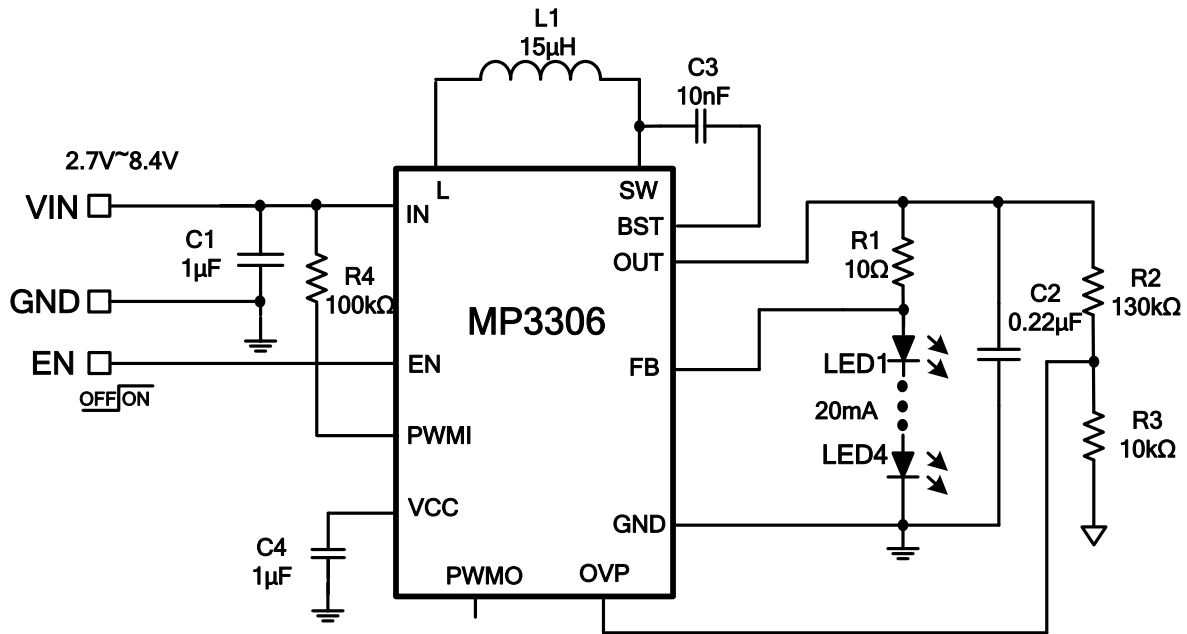 L1
15µH
C3
10nF
2.7V~8.4V
VIN
GND
EN
OFF ON
C1
1µF
R4
100kΩ
C4
1µF
MP3306
L
SW
IN
BST
OUT
EN
FB
PWMI
VCC
GND
PWMO
OVP
R1
10Ω
LED1
20mA
LED4
C2
0.22µF
R2
130kΩ
R3
10kΩ